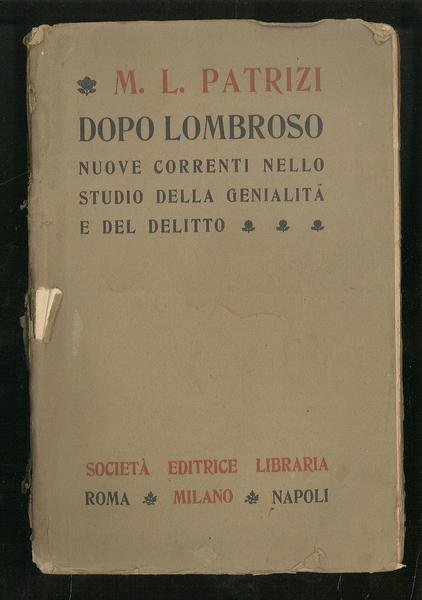 M. L. PATRIZI
DOPO LOMBROSO
NUOVE CORRENTI NELLO
STUDIO DELLA GENIALITÀ
E DEL DELITTO
SOCIETÀ EDITRICE LIBRARIA
ROMA MILANO NAPOLI